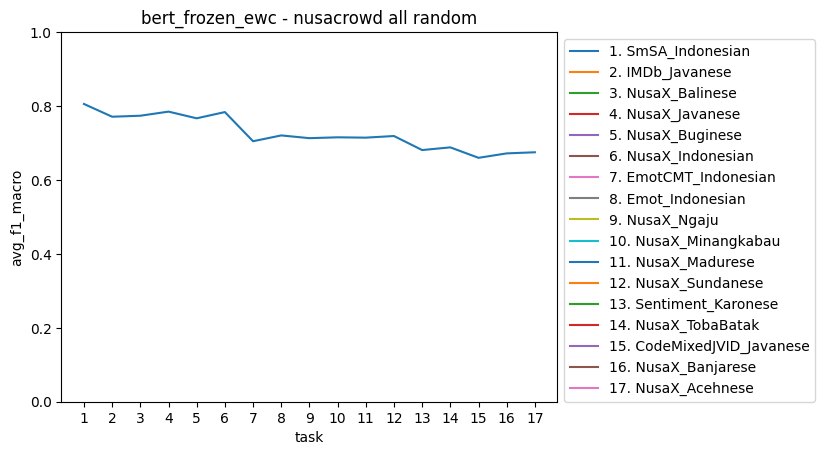 bert_frozen_ewc - nusacrowd all random
avg_f1_macro
1.0
0.8
0.6
0.4
0.2
0.0
1 2 3 4 5 6 7 8 9 10 11 12 13 14 15 16 17
task
1. SmSA_Indonesian
2. IMDb_Javanese
3. NusaX_Balinese
4. NusaX_Javanese
5. NusaX_Buginese
6. NusaX_Indonesian
7. EmotCMT_Indonesian
8. Emot_Indonesian
9. NusaX_Ngaju
10. NusaX_Minangkabau
11. NusaX_Madurese
12. NusaX_Sundanese
13. Sentiment_Karonese
14. NusaX_TobaBatak
15. CodeMixedJVID_Javanese
16. NusaX_Banjarese
17. NusaX_Acehnese